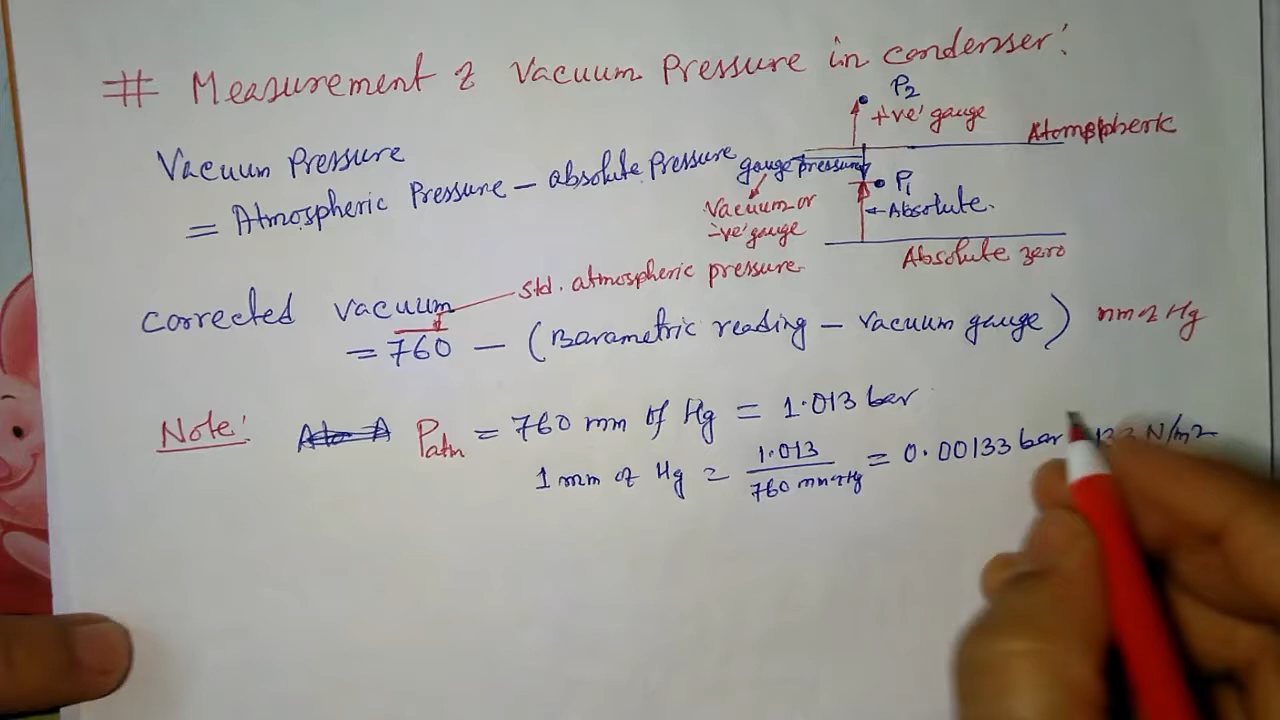 # Measurement of Vacuum Pressure in condenser:
P2
+ve' gauge
Atmospheric
Vacuum Pressure
= Atmospheric Pressure - absolute Pressure
gauge pressure
P1
Vacuum or
-ve' gauge
Absolute.
Absolute zero
Std. atmospheric pressure
Corrected vacuum
= 760 - (Barametric reading - vacuum gauge) mm of Hg
Note: Patm = 760 mm of Hg = 1.013 bar
1 mm of Hg = 1.013 / 760 mm of Hg = 0.00133 bar N/m2